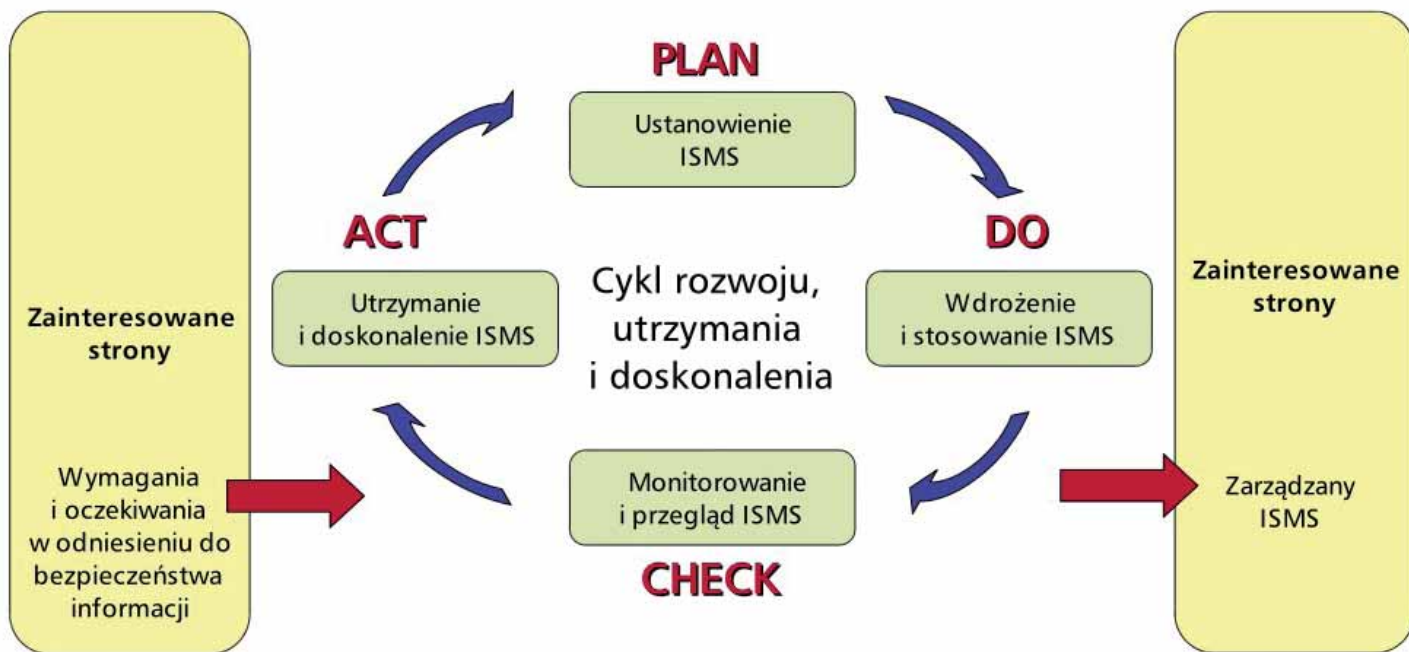 PLAN
Ustanowienie
ISMS
ACT
DO
Zainteresowane
strony
Utrzymanie
i doskonalenie ISMS
Cykl rozwoju,
utrzymania
i doskonalenia
Wdrożenie
i stosowanie ISMS
Zainteresowane
strony
Wymagania
i oczekiwania
w odniesieniu do
bezpieczeństwa
informacji
Monitorowanie
i przegląd ISMS
Zarządzany
ISMS
CHECK